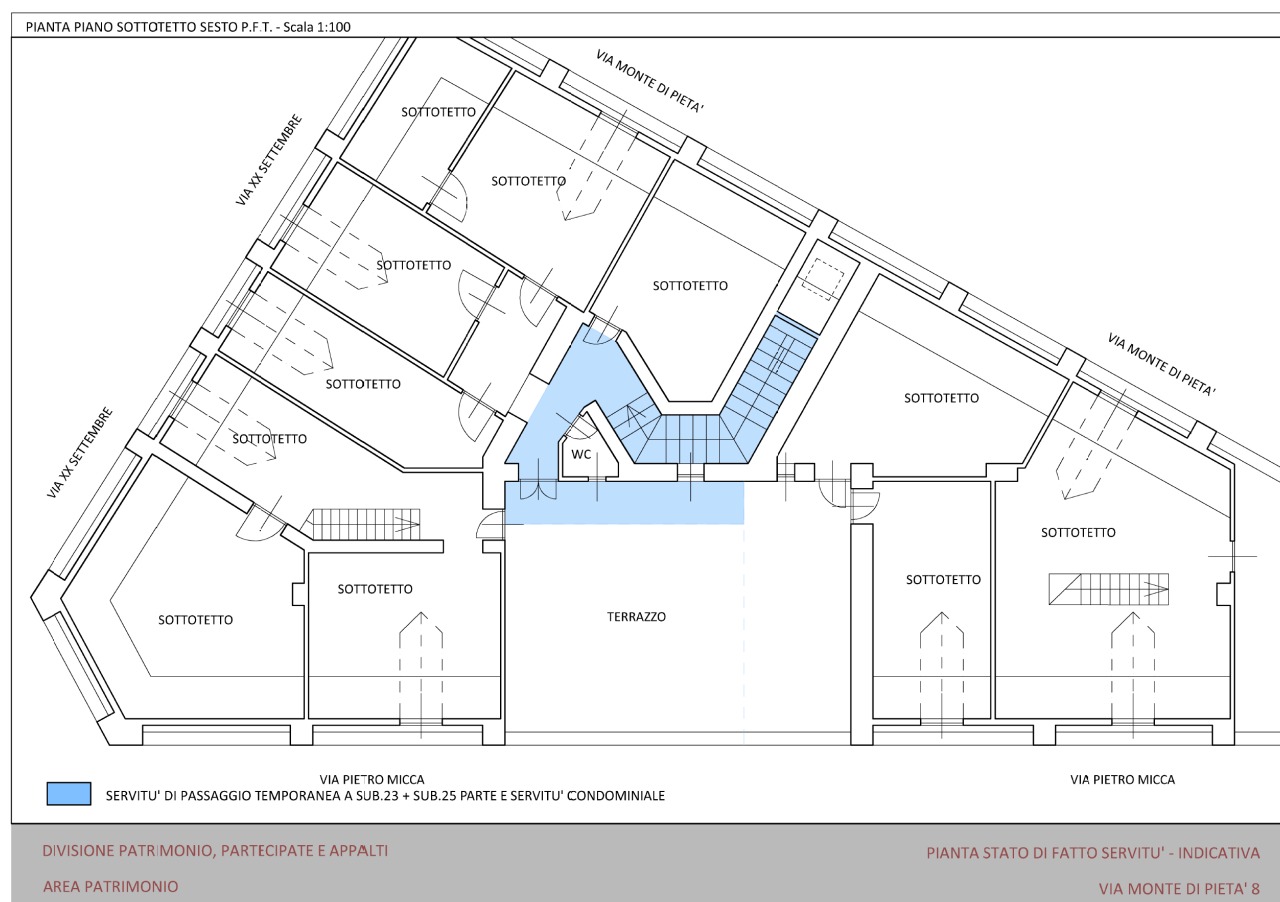 PIANTA PIANO SOTTOTETTO SESTO P.F.T. - Scala 1:100
VIA MONTE DI PIETA'
SOTTOTETTO
VIA XX SETTEMBRE
SOTTOTETTO
SOTTOTETTO
SOTTOTETTO
VIA MONTE DI PIETA'
SOTTOTETTO
SOTTOTETTO
SOTTOTETTO
VIA XX SETTEMBRE
WC
SOTTOTETTO
SOTTOTETTO
SOTTOTETTO
SOTTOTETTO
TERRAZZO
VIA PIETRO MICCA
VIA PIETRO MICCA
SERVITU' DI PASSAGGIO TEMPORANEA A SUB.23 + SUB.25 PARTE E SERVITU' CONDOMINIALE
DIVISIONE PATRIMONIO, PARTECIPATE E APPALTI
PIANTA STATO DI FATTO SERVITU' - INDICATIVA
AREA PATRIMONIO
VIA MONTE DI PIETA' 8